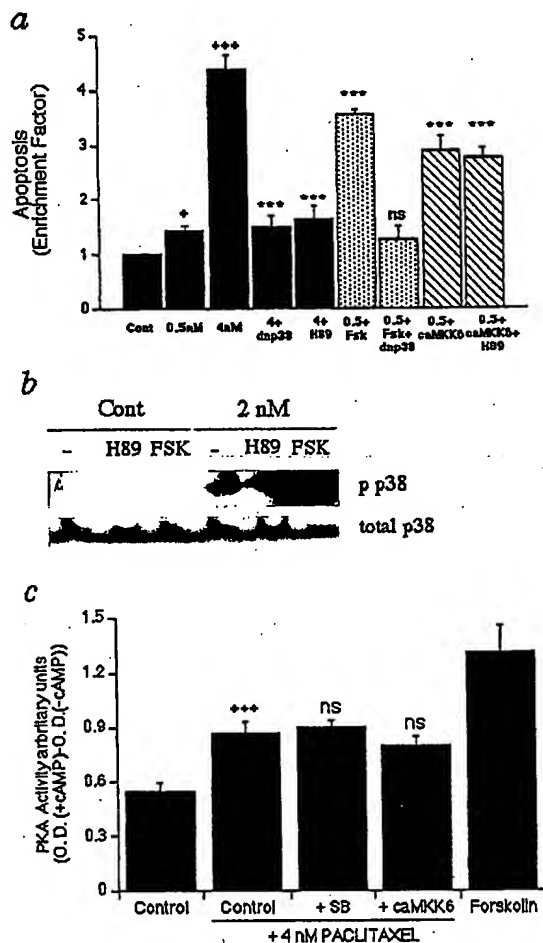 a
Apoptosis
(Enrichment Factor)
5
4
3
2
1
0
+
+++
***
***
***
ns
***
***
Cont
0.5nM
4nM
4+
dnp38
4+
H89
0.5+
Fsk
0.5+
Fsk+
dnp38
0.5+
caMKK6
0.5+
caMKK6+
H89
b
Cont 2 nM
- H89 FSK - H89 FSK
p p38
total p38
c
PKA Activity arbritary units
(O.D.(+cAMP)-O.D.(-cAMP))
1.5
1.2
0.9
0.6
0.3
0
+++
ns
ns
Control
Control
+ SB
+ caMKK6
Forskolin
+ 4 nM PACLITAXEL